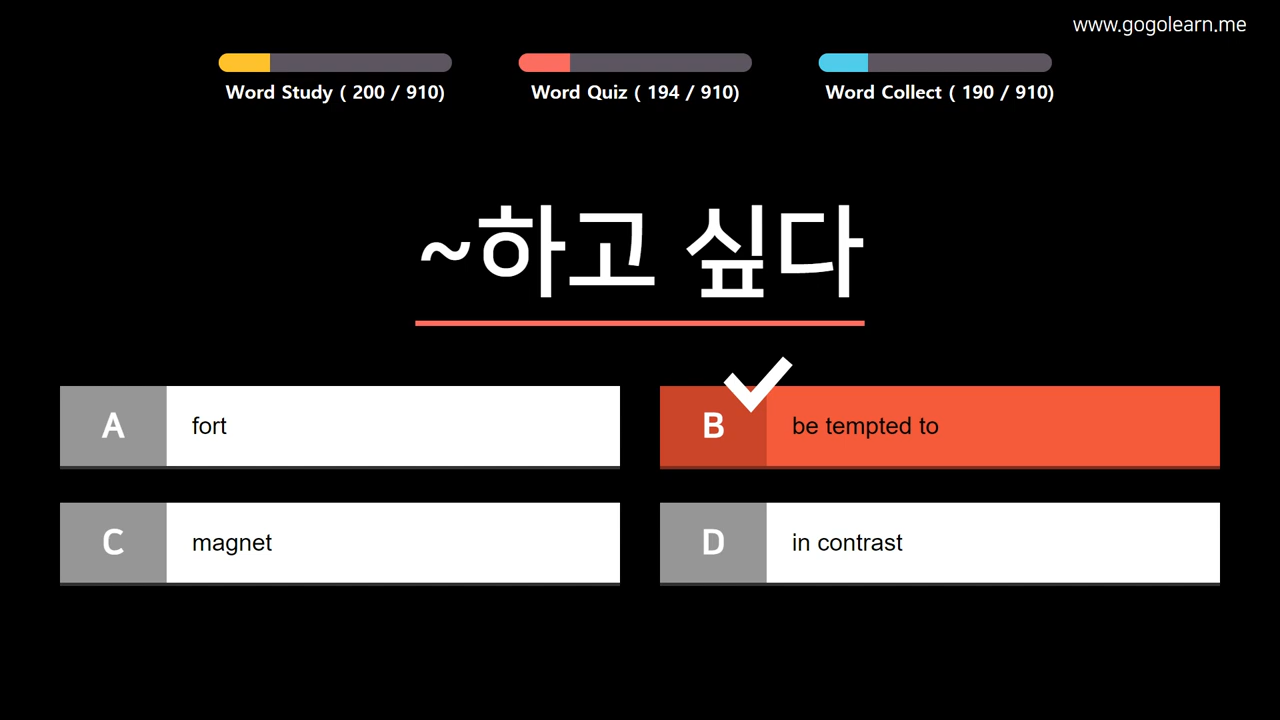 www.gogolearn.me
Word Study ( 200 / 910)
Word Quiz ( 194 / 910)
Word Collect ( 190 / 910)
~하고 싶다
A fort
B be tempted to
C magnet
D in contrast